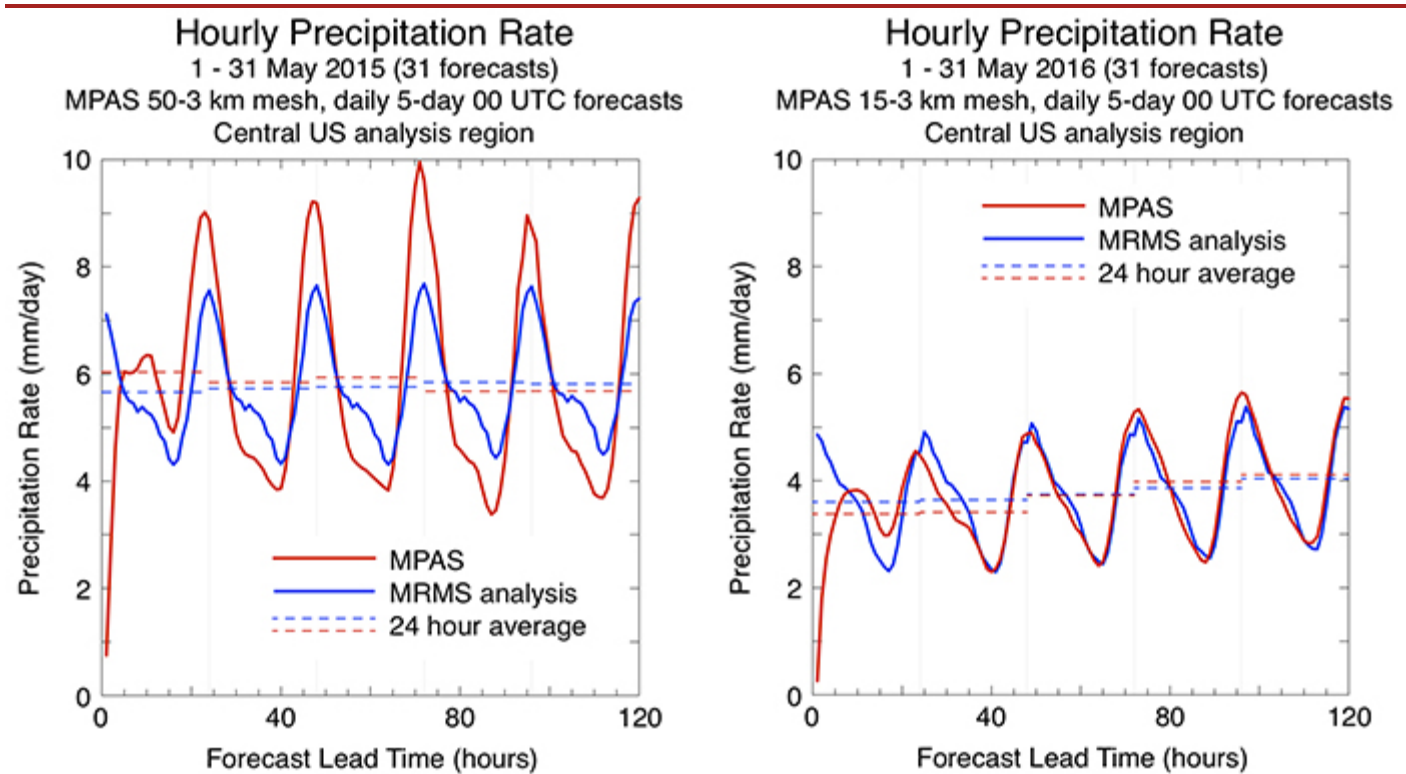 Hourly Precipitation Rate
1 - 31 May 2015 (31 forecasts)
MPAS 50-3 km mesh, daily 5-day 00 UTC forecasts
Central US analysis region
10
8
6
4
2
0
Precipitation Rate (mm/day)
MPAS
MRMS analysis
24 hour average
0
40
80
120
Forecast Lead Time (hours)
Hourly Precipitation Rate
1 - 31 May 2016 (31 forecasts)
MPAS 15-3 km mesh, daily 5-day 00 UTC forecasts
Central US analysis region
10
8
6
4
2
0
Precipitation Rate (mm/day)
MPAS
MRMS analysis
24 hour average
0
40
80
120
Forecast Lead Time (hours)